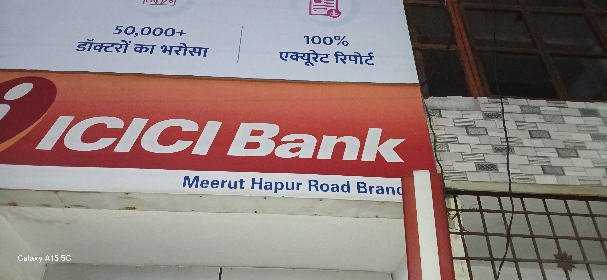 50,000+
डॉक्टरों का भरोसा
100%
एक्यूरेट रिपोर्ट
ICICI Bank
Meerut Hapur Road Branc
Galaxy A15 5G